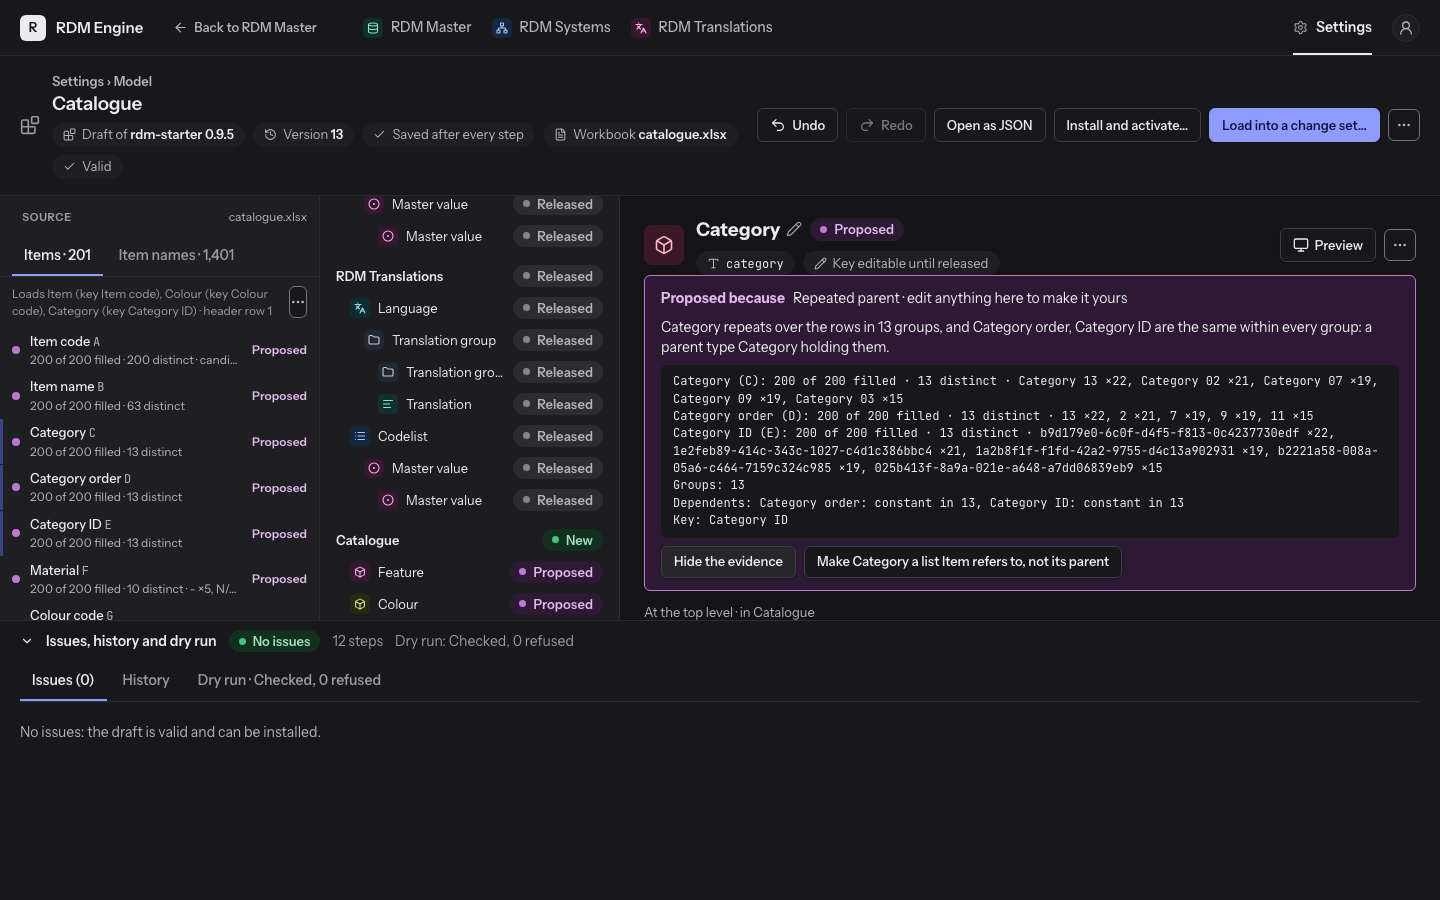 R RDM Engine
Back to RDM Master
RDM Master
RDM Systems
RDM Translations
Settings
Settings › Model
Catalogue
Draft of rdm-starter 0.9.5
Version 13
Saved after every step
Workbook catalogue.xlsx
Valid
Undo
Redo
Open as JSON
Install and activate...
Load into a change set...
SOURCE
catalogue.xlsx
Items · 201
Item names · 1,401
Loads Item (key Item code), Colour (key Colour
code), Category (key Category ID) · header row 1
Item code A
200 of 200 filled · 200 distinct · candi...
Proposed
Item name B
200 of 200 filled · 63 distinct
Proposed
Category C
200 of 200 filled · 13 distinct
Proposed
Category order D
200 of 200 filled · 13 distinct
Proposed
Category ID E
200 of 200 filled · 13 distinct
Proposed
Material F
200 of 200 filled · 10 distinct · - ×5, N/...
Proposed
Colour code G
Master value Released
Master value Released
RDM Translations Released
Language Released
Translation group Released
Translation gro... Released
Translation Released
Codelist Released
Master value Released
Master value Released
Catalogue New
Feature Proposed
Colour Proposed
Category Proposed
category
Key editable until released
Preview
Proposed because Repeated parent · edit anything here to make it yours
Category repeats over the rows in 13 groups, and Category order, Category ID are the same within every group: a
parent type Category holding them.
Category (C): 200 of 200 filled · 13 distinct · Category 13 ×22, Category 02 ×21, Category 07 ×19,
Category 09 ×19, Category 03 ×15
Category order (D): 200 of 200 filled · 13 distinct · 13 ×22, 2 ×21, 7 ×19, 9 ×19, 11 ×15
Category ID (E): 200 of 200 filled · 13 distinct · b9d179e0-6c0f-d4f5-f813-0c4237730edf ×22,
1e2feb89-414c-343c-1027-c4d1c386bbc4 ×21, 1a2b8f1f-f1fd-42a2-9755-d4c13a902931 ×19, b2221a58-008a-
05a6-c464-7159c324c985 ×19, 025b413f-8a9a-021e-a648-a7dd06839eb9 ×15
Groups: 13
Dependents: Category order: constant in 13, Category ID: constant in 13
Key: Category ID
Hide the evidence
Make Category a list Item refers to, not its parent
At the top level · in Catalogue
Issues, history and dry run
No issues
12 steps
Dry run: Checked, 0 refused
Issues (0)
History
Dry run · Checked, 0 refused
No issues: the draft is valid and can be installed.